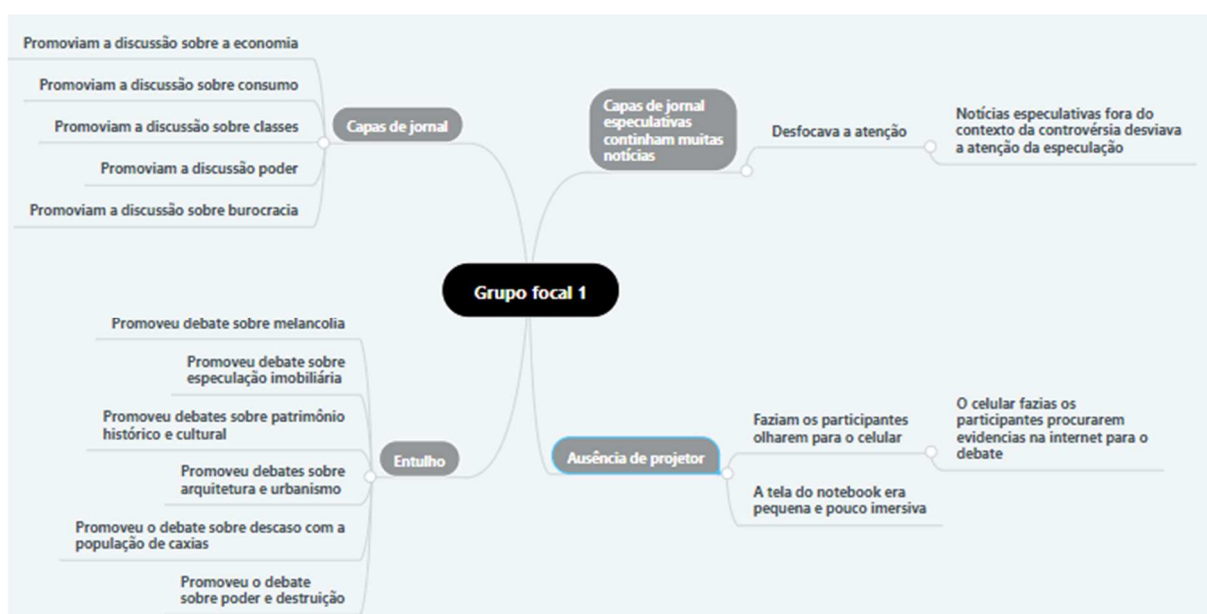 Promoviam a discussão sobre a economia
Promoviam a discussão sobre consumo
Promoviam a discussão sobre classes
Promoviam a discussão poder
Promoviam a discussão sobre burocracia
Capas de jornal
Capas de jornal
especulativas
continham muitas
notícias
Desfocava a atenção
Notícias especulativas fora do
contexto da controvérsia desviava
a atenção da especulação
Grupo focal 1
Promoveu debate sobre melancolia
Promoveu debate sobre
especulação imobiliária
Promoveu debates sobre patrimônio
histórico e cultural
Promoveu debates sobre
arquitetura e urbanismo
Promoveu o debate sobre descaso com a
população de caxias
Promoveu o debate
sobre poder e destruição
Entulho
Ausência de projetor
Faziam os participantes
olharem para o celular
O celular fazias os
participantes procurarem
evidencias na internet para o
debate
A tela do notebook era
pequena e pouco imersiva